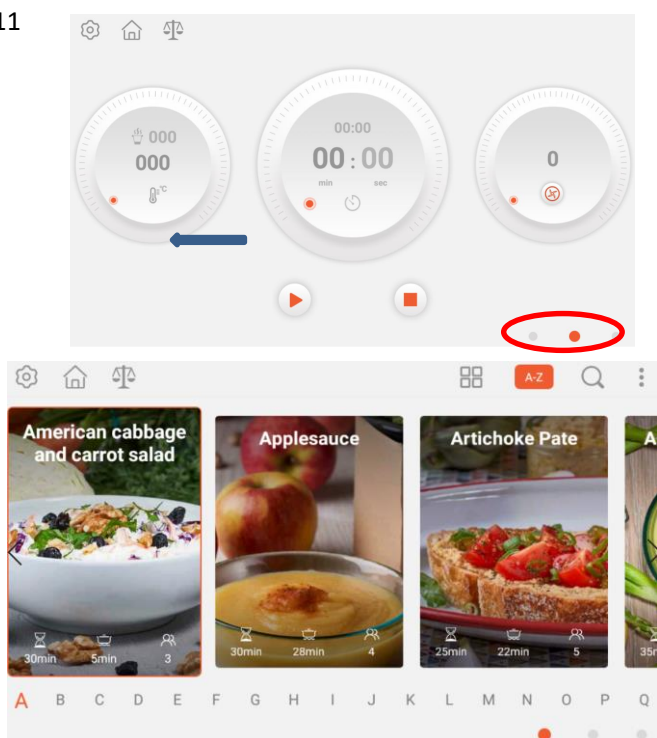 11
00:00
000
000
00 : 00
0
min sec
°C
A-Z
American cabbage
and carrot salad
Applesauce
Artichoke Pate
A
30min 5min 3
30min 28min 4
25min 22min 5
A B C D E F G H I J K L M N O P Q